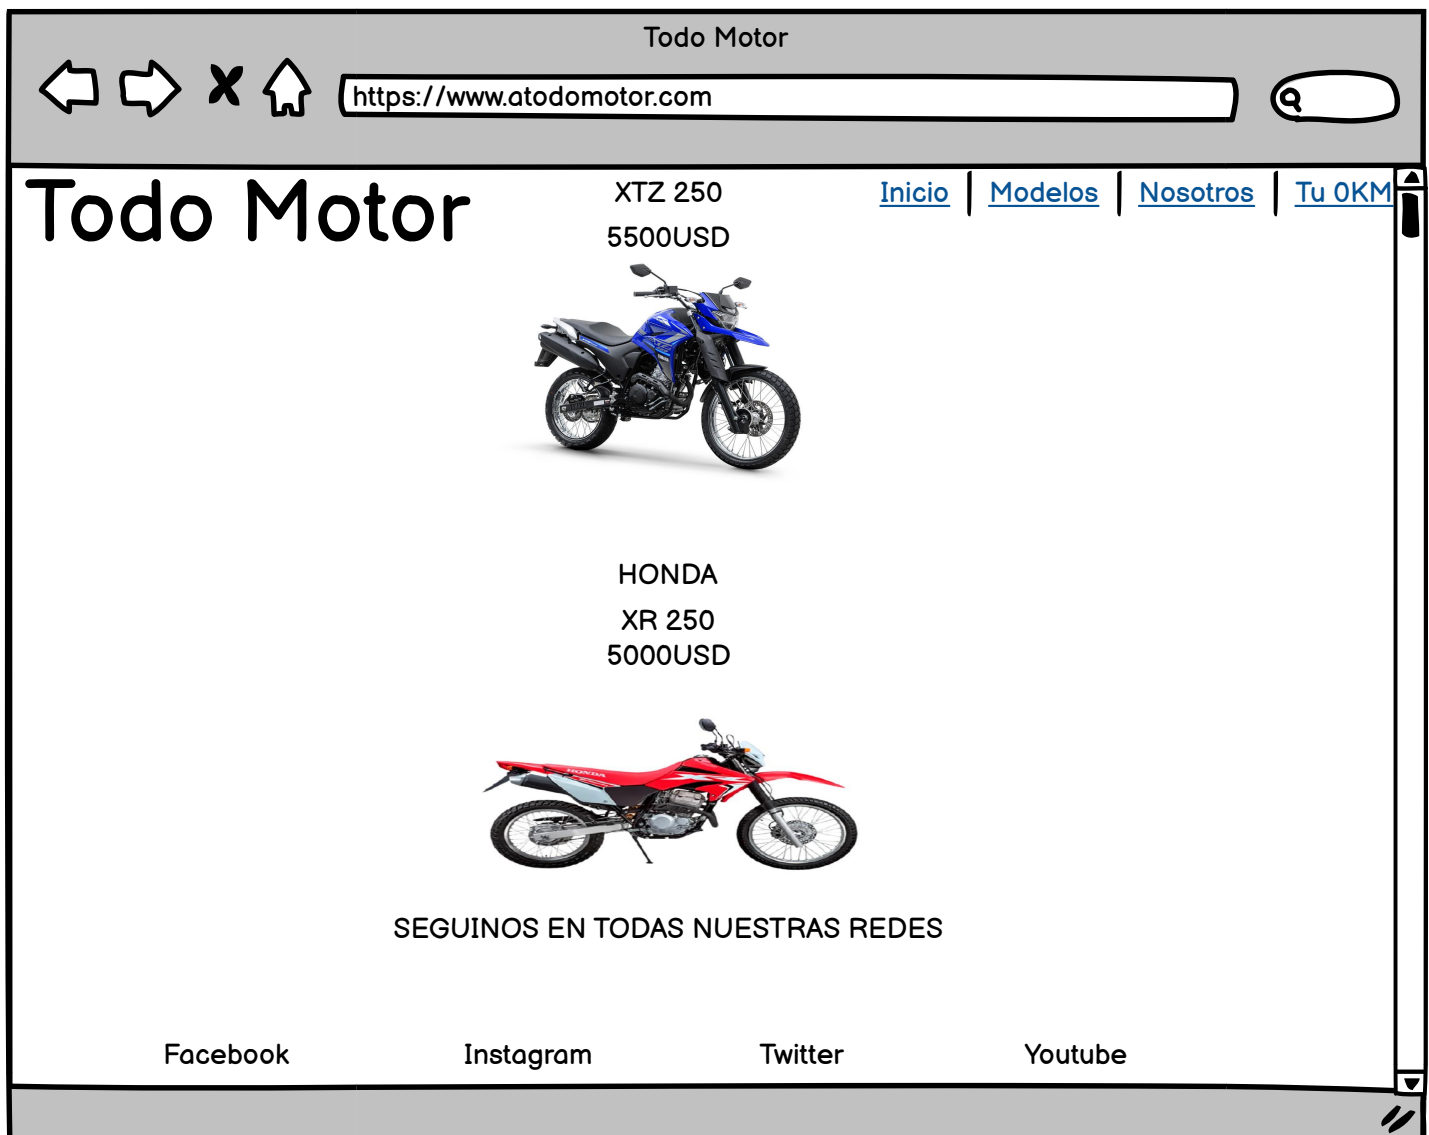 Todo Motor
https://www.atodomotor.com
Todo Motor
XTZ 250
Inicio
Modelos
Nosotros
Tu 0KM
5500USD
HONDA
XR 250
5000USD
HONDA
SEGUINOS EN TODAS NUESTRAS REDES
Facebook
Instagram
Twitter
Youtube